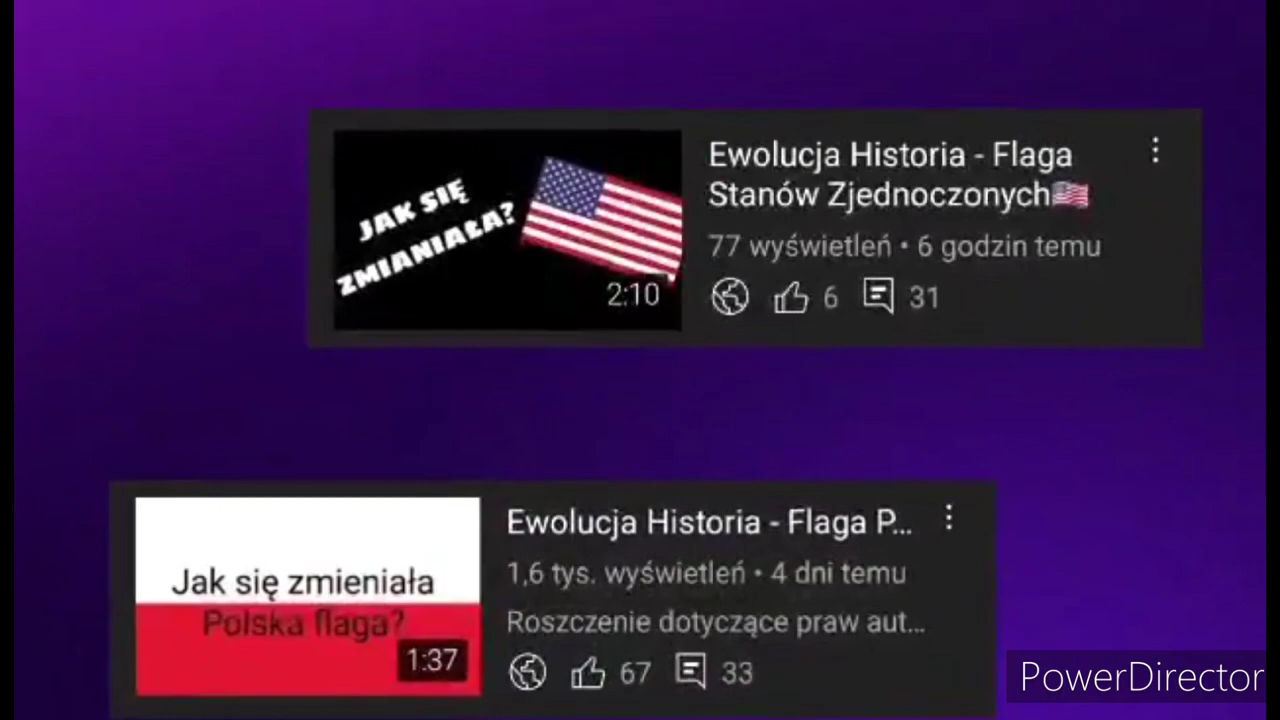 JAK SIĘ
ZMIANIAŁA?
2:10
Ewolucja Historia - Flaga
Stanów Zjednoczonych🇺🇸
77 wyświetleń • 6 godzin temu
6 31
Jak się zmieniała
Polska flaga?
1:37
Ewolucja Historia - Flaga P...
1,6 tys. wyświetleń • 4 dni temu
Roszczenie dotyczące praw aut...
67 33
PowerDirector